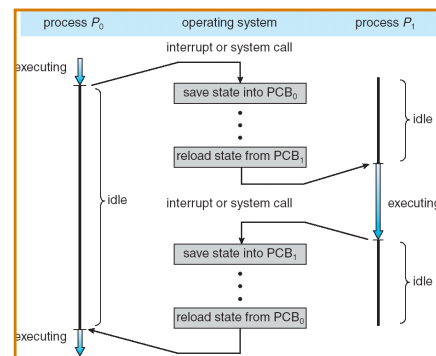 process P0 operating system process P1
interrupt or system call
executing
save state into PCB0
idle
reload state from PCB1
idle
interrupt or system call
executing
save state into PCB1
idle
reload state from PCB0
executing